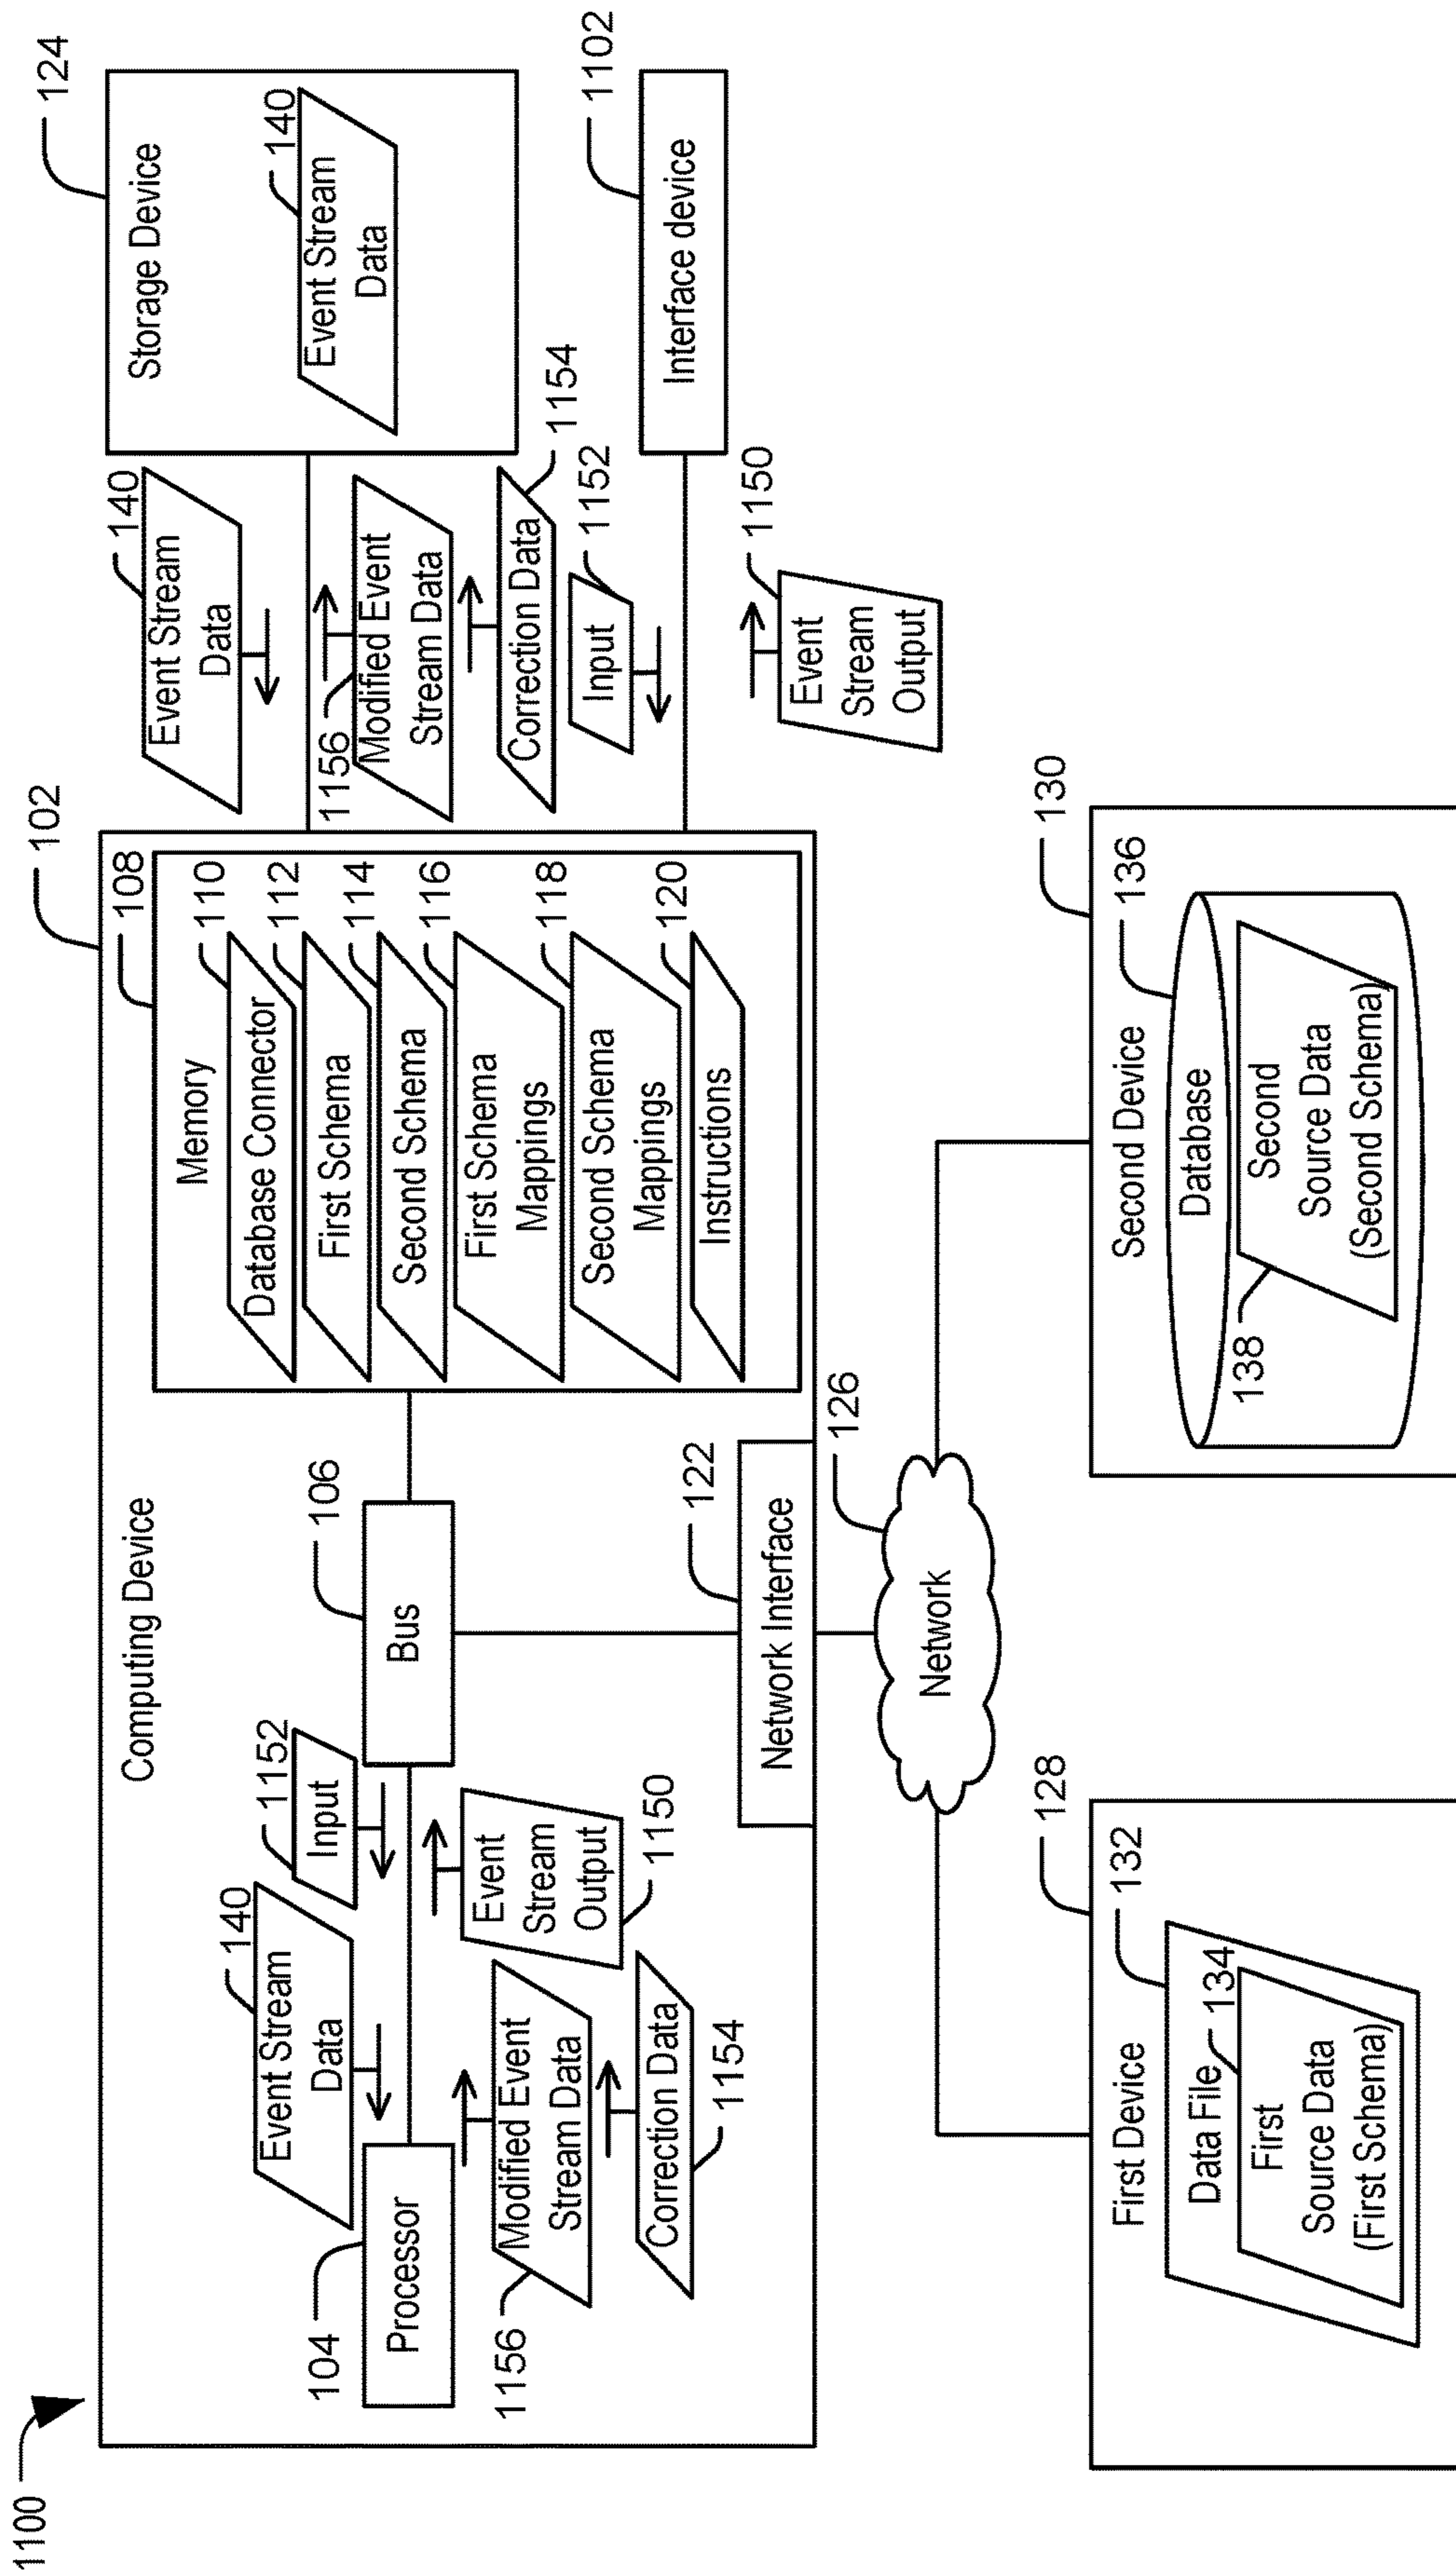 1100
Computing Device
102
104
Processor
140
Event Stream
Data
1152
Input
106
Bus
1156
Modified Event
Stream Data
Event
Stream
Output
1150
Correction Data
1154
122
Network Interface
108
Memory
Database Connector
110
First Schema
112
Second Schema
114
First Schema
Mappings
116
Second Schema
Mappings
118
Instructions
120
140
Event Stream
Data
1156
Modified Event
Stream Data
Correction Data
1154
Input
1152
Event
Stream
Output
1150
Storage Device
124
Event Stream
Data
140
Interface device
1102
Network
126
First Device
128
Data File
132
134
First
Source Data
(First Schema)
Second Device
130
Database
136
138
Second
Source Data
(Second Schema)